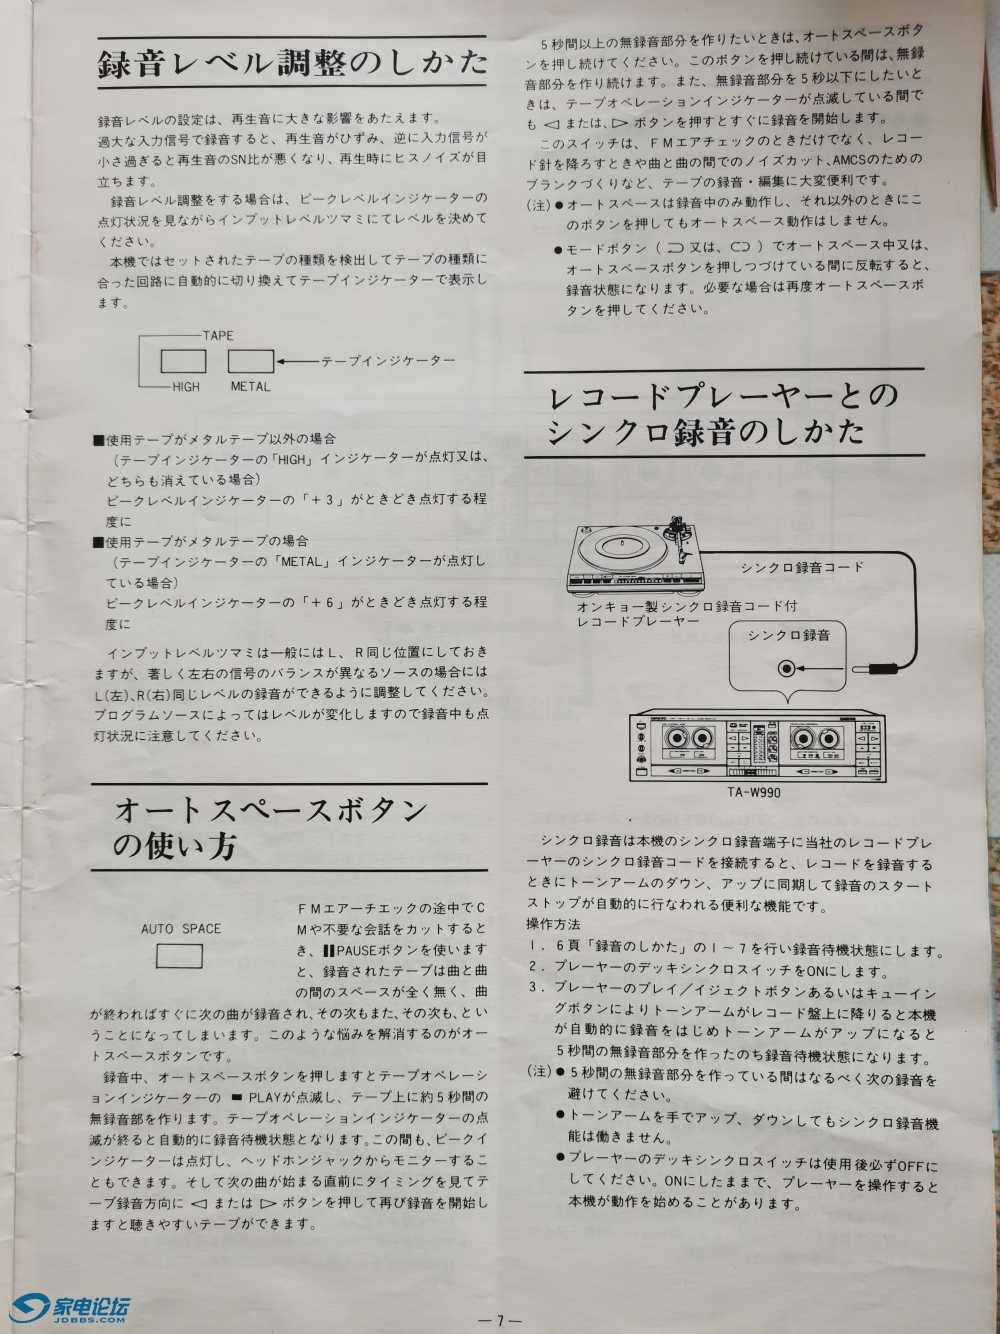 録音レベル調整のしかた
録音レベルの設定は、再生音に大きな影響をあたえます。
過大な入力信号で録音すると、再生音がひずみ、逆に入力信号が
小さ過ぎると再生音のSN比が悪くなり、再生時にヒスノイズが目
立ちます。
録音レベル調整をする場合は、ピークレベルインジケーターの
点灯状況を見ながらインプットレベルツマミにてレベルを決めて
ください。
本機ではセットされたテープの種類を検出してテープの種類に
合った回路に自動的に切り換えてテープインジケーターで表示し
ます。
TAPE
テープインジケーター
HIGH METAL
■使用テープがメタルテープ以外の場合
(テープインジケーターの「HIGH」インジケーターが点灯又は、
どちらも消えている場合)
ピークレベルインジケーターの「+3」がときどき点灯する程
度に
■使用テープがメタルテープの場合
(テープインジケーターの「METAL」インジケーターが点灯し
ている場合)
ピークレベルインジケーターの「+6」がときどき点灯する程
度に
インプットレベルツマミは一般にはL、R同じ位置にしておき
ますが、著しく左右の信号のバランスが異なるソースの場合には
L(左)、R(右)同じレベルの録音ができるように調整してください。
プログラムソースによってはレベルが変化しますので録音中も点
灯状況に注意してください。
オートスペースボタン
の使い方
AUTO SPACE
FMエアーチエックの途中でC
Mや不要な会話をカットすると
き、▮▮PAUSEボタンを使います
と、録音されたテープは曲と曲
の間のスペースが全く無く、曲
が終わればすぐに次の曲が録音され、その次もまた、その次も、とい
うことになってしまいます。このような悩みを解消するのがオー
トスペースボタンです。
録音中、オートスペースボタンを押しますとテープオペレーシ
ョンインジケーターの ▬ PLAYが点滅し、テープ上に約5秒間の
無録音部を作ります。テープオペレーションインジケーターの点
滅が終ると自動的に録音待機状態となります。この間も、ピークイ
ンジケーターは点灯し、ヘッドホンジャックからモニターするこ
ともできます。そして次の曲が始まる直前にタイミングを見てテ
ープ録音方向に ◁ または ▷ ボタンを押して再び録音を開始し
ますと聴きやすいテープができます。
5秒間以上の無録音部分を作りたいときは、オートスペースボタ
ンを押し続けてください。このボタンを押し続けている間は、無録
音部分を作り続けます。また、無録音部分を5秒以下にしたいと
きは、テープオペレーションインジケーターが点滅している間で
も ◁ または、▷ ボタンを押すとすぐに録音を開始します。
このスイッチは、FMエアチェックのときだけでなく、レコー
ド針を降ろすときや曲と曲の間でのノイズカット、AMCSのための
ブランクづくりなど、テープの録音・編集に大変便利です。
(注)●オートスペースは録音中のみ動作し、それ以外のときにこ
のボタンを押してもオートスペース動作はしません。
●モードボタン( ⊐ 又は、⊂⊃ )でオートスペース中又は、
オートスペースボタンを押しつづけている間に反転すると、
録音状態になります。必要な場合は再度オートスペースボ
タンを押してください。
レコードプレーヤーとの
シンクロ録音のしかた
シンクロ録音コード
オンキョー製シンクロ録音コード付
レコードプレーヤー
シンクロ録音
TA-W990
シンクロ録音は本機のシンクロ録音端子に当社のレコードプレ
ーヤーのシンクロ録音コードを接続すると、レコードを録音する
ときにトーンアームのダウン、アップに同期して録音のスタート
ストップが自動的に行なわれる便利な機能です。
操作方法
1.6頁「録音のしかた」の1～7を行い録音待機状態にします。
2.プレーヤーのデッキシンクロスイッチをONにします。
3.プレーヤーのプレイ/イジェクトボタンあるいはキューイン
グボタンによりトーンアームがレコード盤上に降りると本機
が自動的に録音をはじめトーンアームがアップになると
5秒間の無録音部分を作ったのち録音待機状態になります。
(注)●5秒間の無録音部分を作っている間はなるべく次の録音を
避けてください。
●トーンアームを手でアップ、ダウンしてもシンクロ録音機
能は働きません。
●プレーヤーのデッキシンクロスイッチは使用後必ずOFFに
してください。ONにしたままで、プレーヤーを操作すると
本機が動作を始めることがあります。
—7—
家电论坛
JDBBS.COM